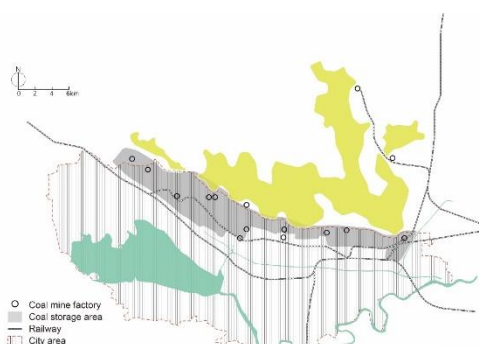 N
0 2 4 6km
Coal mine factory
Coal storage area
Railway
City area